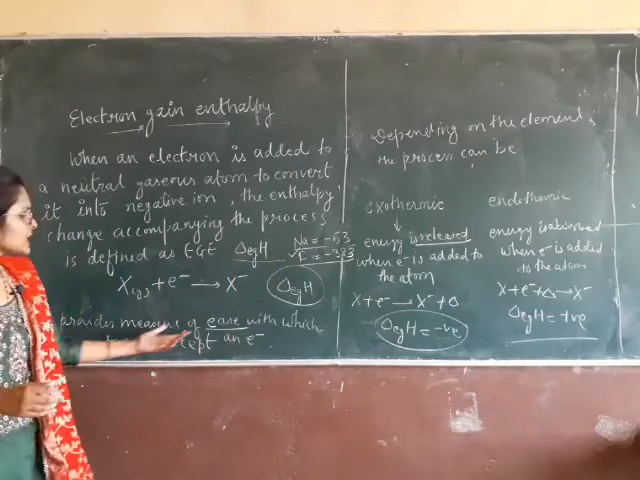 Electron gain enthalpy
When an electron is added to
a neutral gaseous atom to convert
it into negative ion, the enthalpy
change accompanying the process
is defined as EGE ΔegH
Na = -53
F = -333
X(g) + e⁻ → X⁻
ΔegH
provides measure of ease with which
an e⁻.
Depending on the element,
the process can be
exothermic
energy is released
when e⁻ is added to
the atom
X + e⁻ → X⁻ + Δ
ΔegH = -ve
endothermic
energy is absorbed
when e⁻ is added
to the atom
X + e⁻ + Δ → X⁻
ΔegH = +ve